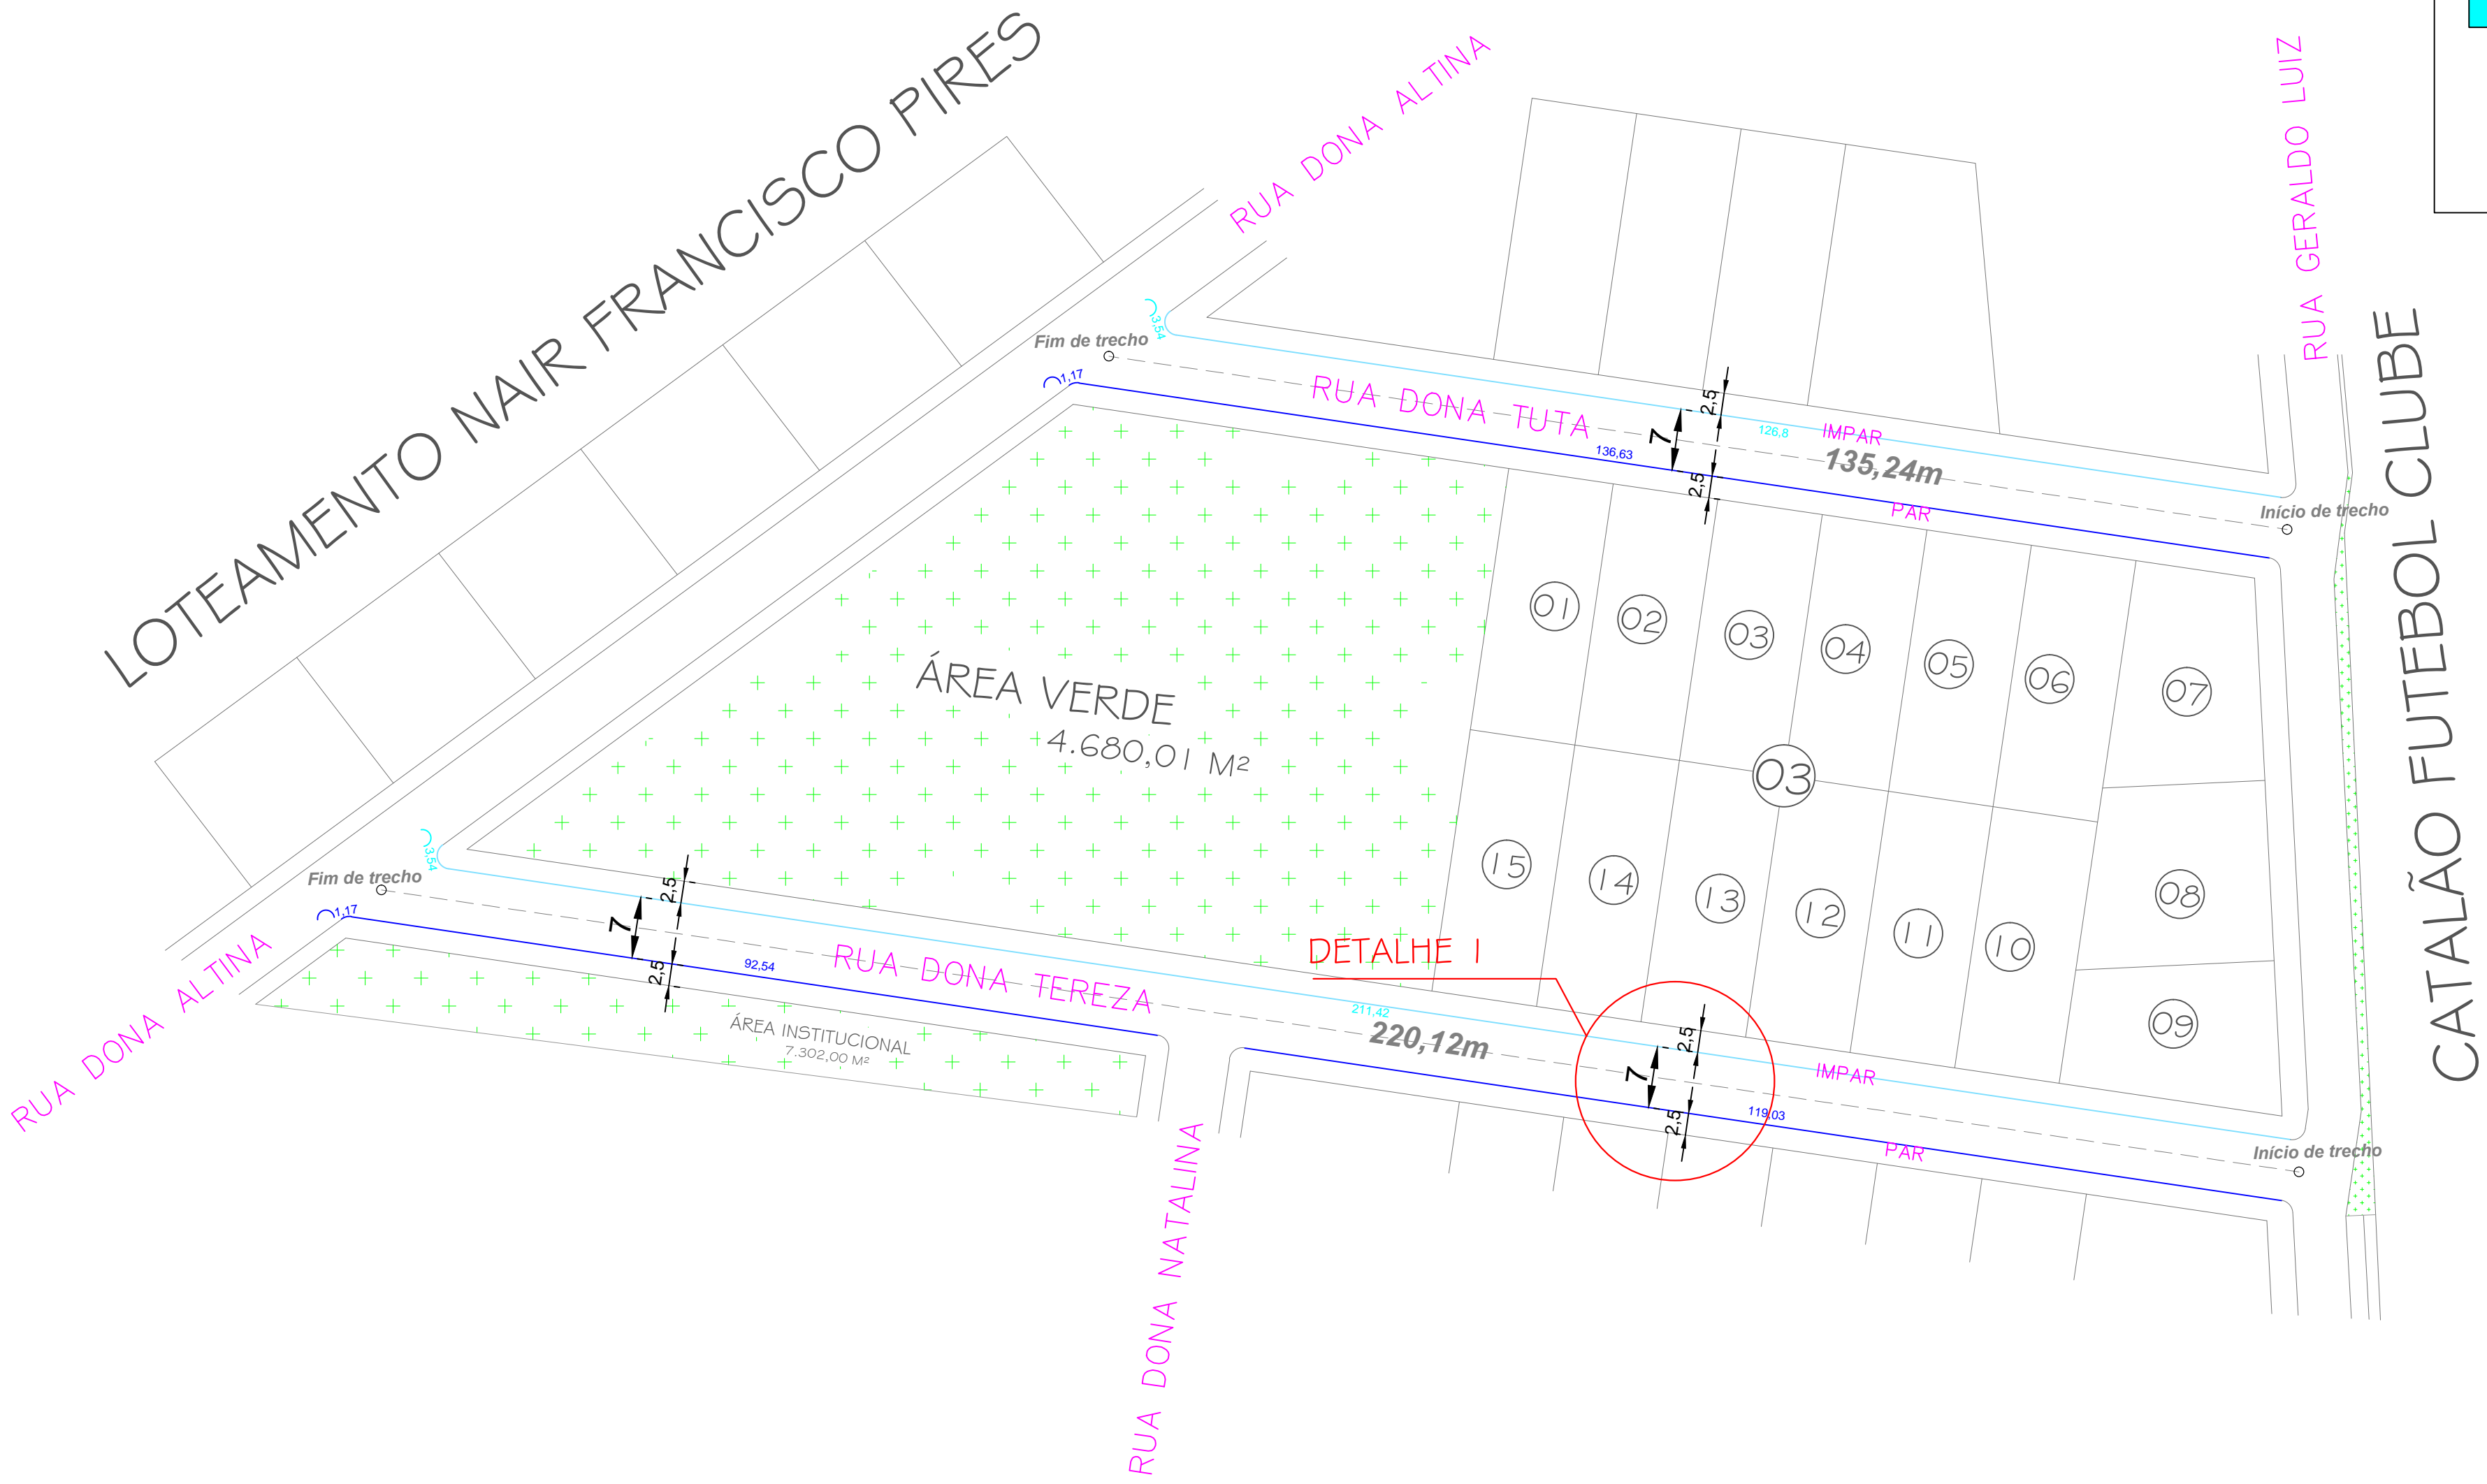 LOTEAMENTO NAIR FRANCISCO PIRES
RUA DONA ALTINA
RUA GERALDO LUIZ
CATALÃO FUTEBOL CLUBE
3,54
Fim de trecho
1,17
RUA DONA TUTA
2,5
7
2,5
136,63
126,8
IMPAR
135,24m
PAR
Início de trecho
01
02
03
04
05
06
07
ÁREA VERDE
4.680,01 M²
03
15
14
13
12
11
10
08
09
3,54
Fim de trecho
1,17
RUA DONA ALTINA
2,5
7
2,5
92,54
RUA DONA TEREZA
DETALHE 1
211,42
220,12m
2,5
7
2,5
119,03
IMPAR
PAR
Início de trecho
ÁREA INSTITUCIONAL
7.302,00 M²
RUA DONA NATALINA